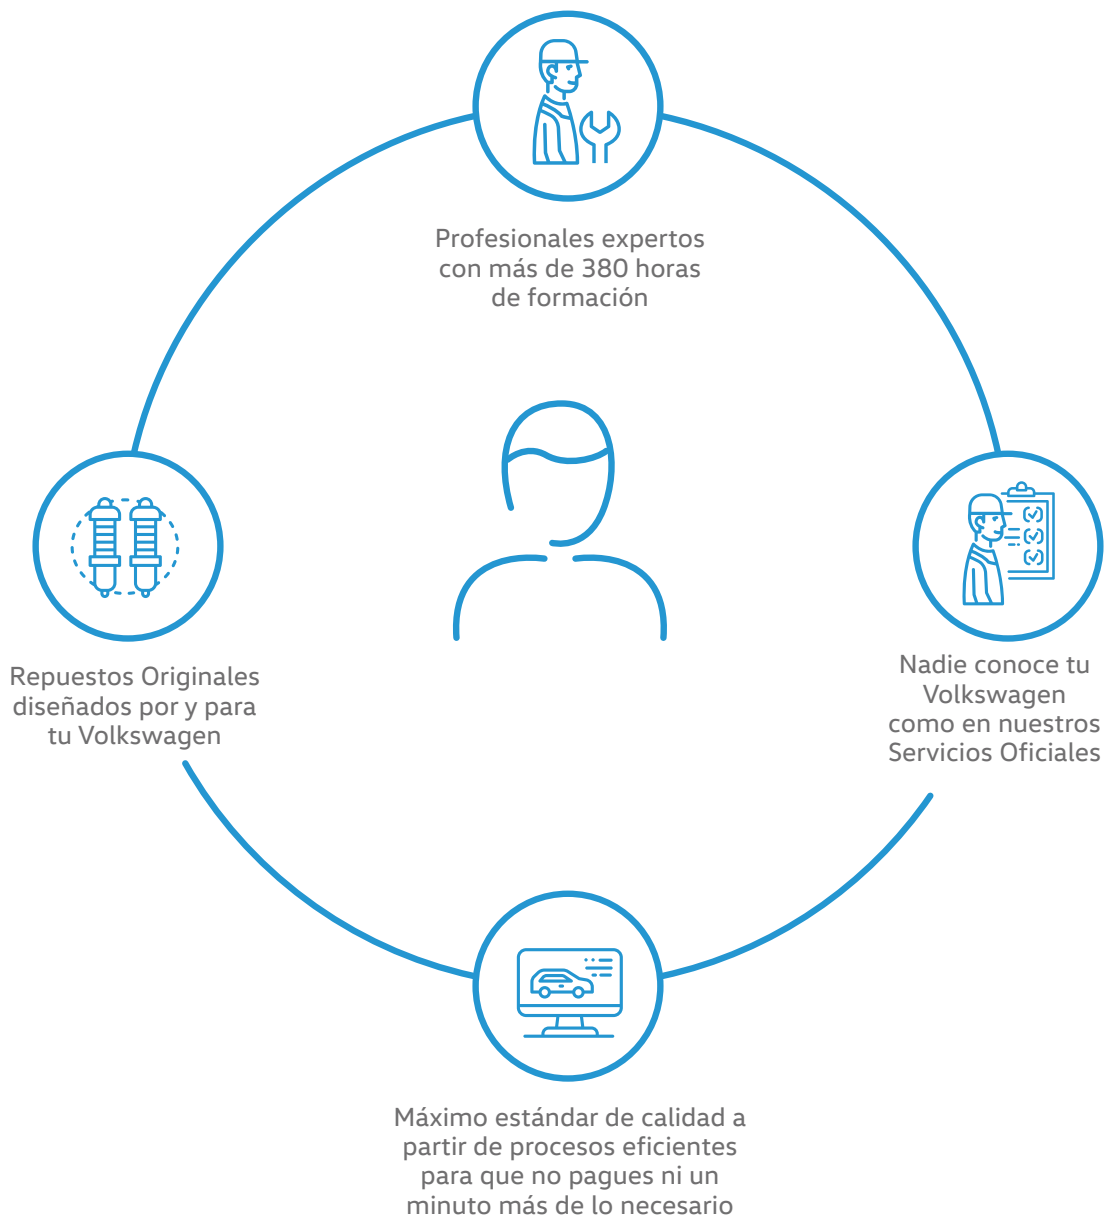 Profesionales expertos
con más de 380 horas
de formación
Repuestos Originales
diseñados por y para
tu Volkswagen
Nadie conoce tu
Volkswagen
como en nuestros
Servicios Oficiales
Máximo estándar de calidad a
partir de procesos eficientes
para que no pagues ni un
minuto más de lo necesario